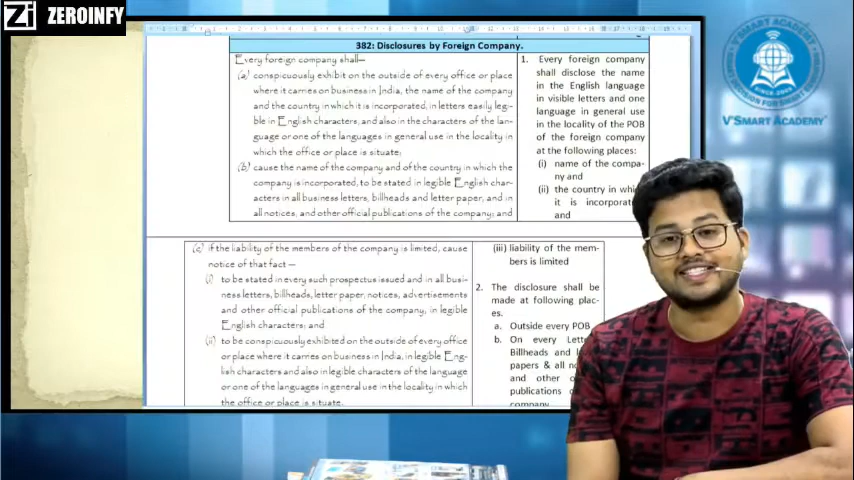 Zi ZEROINFY
V'SMART ACADEMY
SINCE-2009
V'SMART ACADEMY
382: Disclosures by Foreign Company.
Every foreign company shall—
(a) conspicuously exhibit on the outside of every office or place
where it carries on business in India, the name of the company
and the country in which it is incorporated, in letters easily legi-
ble in English characters, and also in the characters of the lan-
guage or one of the languages in general use in the locality in
which the office or place is situate;
(b) cause the name of the company and of the country in which the
company is incorporated, to be stated in legible English char-
acters in all business letters, billheads and letter paper, and in
all notices, and other official publications of the company; and
1. Every foreign company
shall disclose the name
in the English language
in visible letters and one
language in general use
in the locality of the POB
of the foreign company
at the following places:
(i) name of the compa-
ny and
(ii) the country in
it is
and
(c) if the liability of the members of the company is limited, cause
notice of that fact —
(i) to be stated in every such prospectus issued and in all busi-
ness letters, billheads, letter paper, notices, advertisements
and other official publications of the company, in legible
English characters; and
(ii) to be conspicuously exhibited on the outside of every office
or place where it carries on business in India, in legible Eng-
lish characters and also in legible characters of the language
or one of the languages in general use in the locality in which
the office or place is situate.
(iii) liability of the mem-
bers is limited
2. The disclosure shall be
made at following plac-
es.
a. Outside every POB
b. On every
Billheads and
papers & all
and other
publications
company